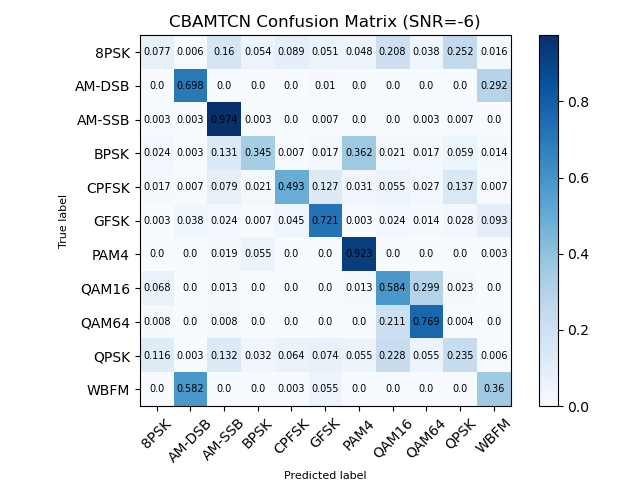 CBAMTCN Confusion Matrix (SNR=-6)
8PSK 0.077 0.006 0.16 0.054 0.089 0.051 0.048 0.208 0.038 0.252 0.016
AM-DSB 0.0 0.698 0.0 0.0 0.0 0.01 0.0 0.0 0.0 0.0 0.292
AM-SSB 0.003 0.003 0.974 0.003 0.0 0.007 0.0 0.0 0.003 0.007 0.0
BPSK 0.024 0.003 0.131 0.345 0.007 0.017 0.362 0.021 0.017 0.059 0.014
CPFSK 0.017 0.007 0.079 0.021 0.493 0.127 0.031 0.055 0.027 0.137 0.007
GFSK 0.003 0.038 0.024 0.007 0.045 0.721 0.003 0.024 0.014 0.028 0.093
PAM4 0.0 0.0 0.019 0.055 0.0 0.0 0.923 0.0 0.0 0.0 0.003
QAM16 0.068 0.0 0.013 0.0 0.0 0.0 0.013 0.584 0.299 0.023 0.0
QAM64 0.008 0.0 0.008 0.0 0.0 0.0 0.0 0.211 0.769 0.004 0.0
QPSK 0.116 0.003 0.132 0.032 0.064 0.074 0.055 0.228 0.055 0.235 0.006
WBFM 0.0 0.582 0.0 0.0 0.003 0.055 0.0 0.0 0.0 0.0 0.36
8PSK AM-DSB AM-SSB BPSK CPFSK GFSK PAM4 QAM16 QAM64 QPSK WBFM
Predicted label
True label
0.8
0.6
0.4
0.2
0.0